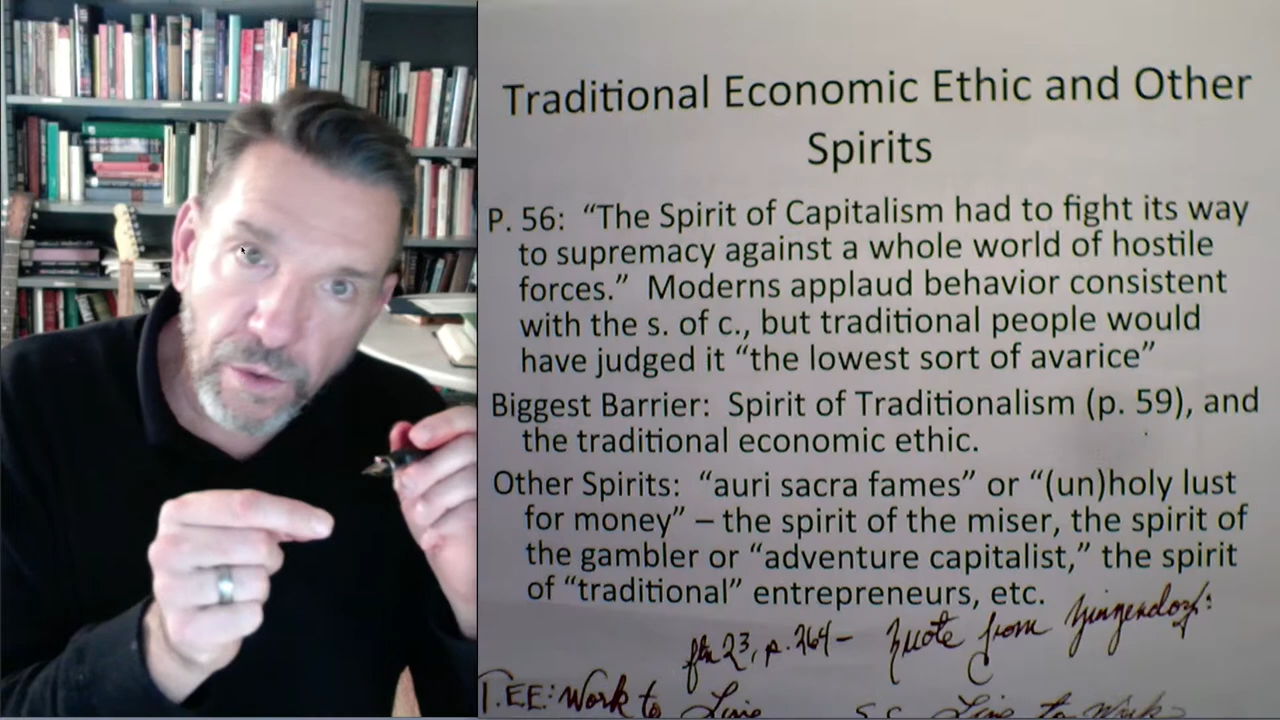 Traditional Economic Ethic and Other
Spirits
P. 56: “The Spirit of Capitalism had to fight its way
to supremacy against a whole world of hostile
forces.” Moderns applaud behavior consistent
with the s. of c., but traditional people would
have judged it “the lowest sort of avarice”
Biggest Barrier: Spirit of Traditionalism (p. 59), and
the traditional economic ethic.
Other Spirits: “auri sacra fames” or “(un)holy lust
for money” – the spirit of the miser, the spirit of
the gambler or “adventure capitalist,” the spirit
of “traditional” entrepreneurs, etc.
ftn 23, p. 264 – Quote from Zinzendorf:
T.EE: Work to Live S.C. Live to Work